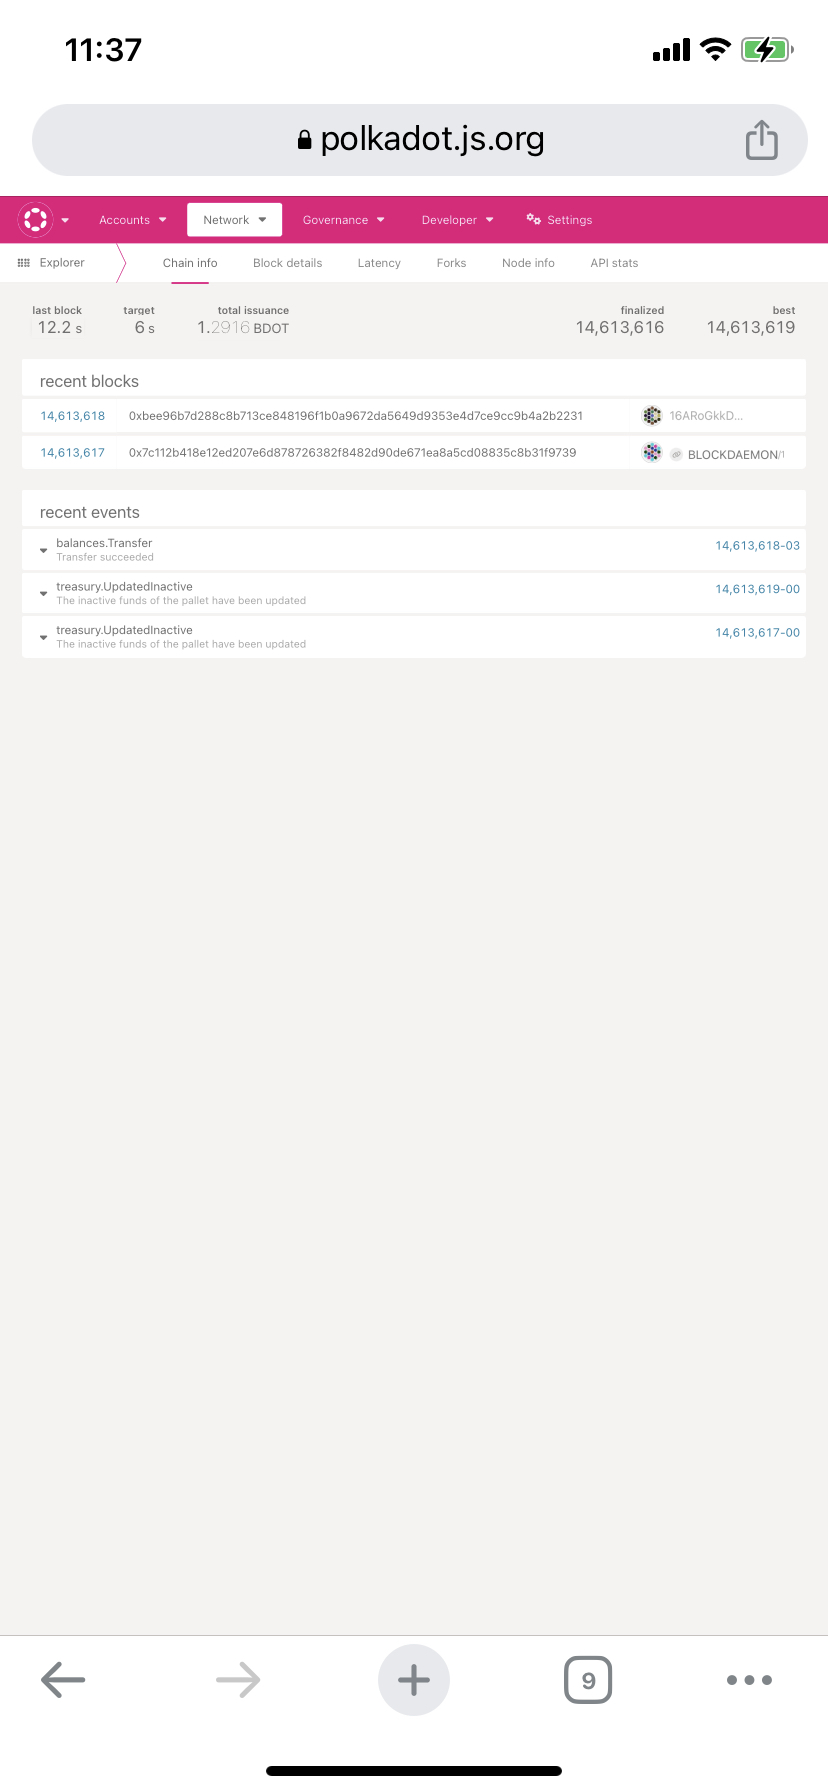 11:37
polkadot.js.org
Accounts Network Governance Developer Settings
Explorer Chain info Block details Latency Forks Node info API stats
last block target total issuance finalized best
12.2 s 6 s 1.2916 BDOT 14,613,616 14,613,619
recent blocks
14,613,618 0xbee96b7d288c8b713ce848196f1b0a9672da5649d9353e4d7ce9cc9b4a2b2231 16ARoGkkD...
14,613,617 0x7c112b418e12ed207e6d878726382f8482d90de671ea8a5cd08835c8b31f9739 BLOCKDAEMON/1
recent events
balances.Transfer 14,613,618-03
Transfer succeeded
treasury.UpdatedInactive 14,613,619-00
The inactive funds of the pallet have been updated
treasury.UpdatedInactive 14,613,617-00
The inactive funds of the pallet have been updated
9